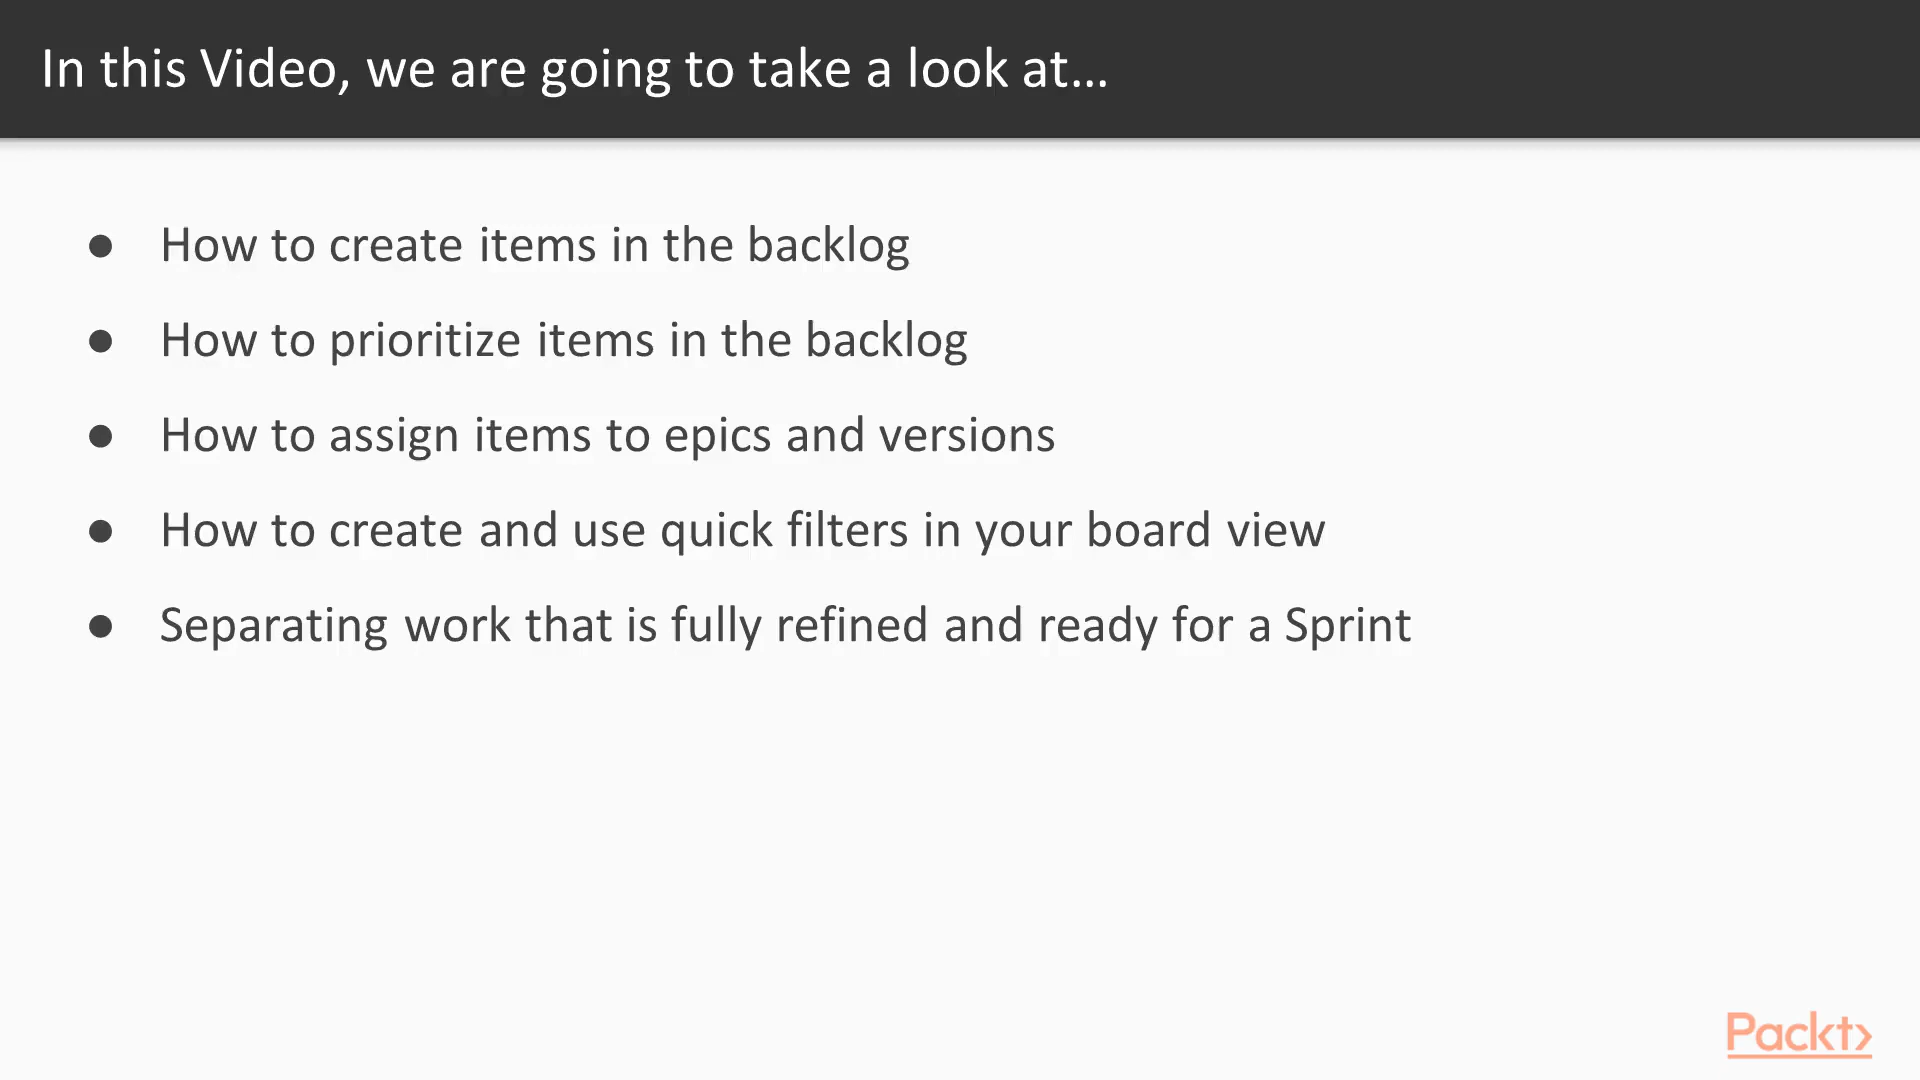 In this Video, we are going to take a look at...
● How to create items in the backlog
● How to prioritize items in the backlog
● How to assign items to epics and versions
● How to create and use quick filters in your board view
● Separating work that is fully refined and ready for a Sprint
Packt>